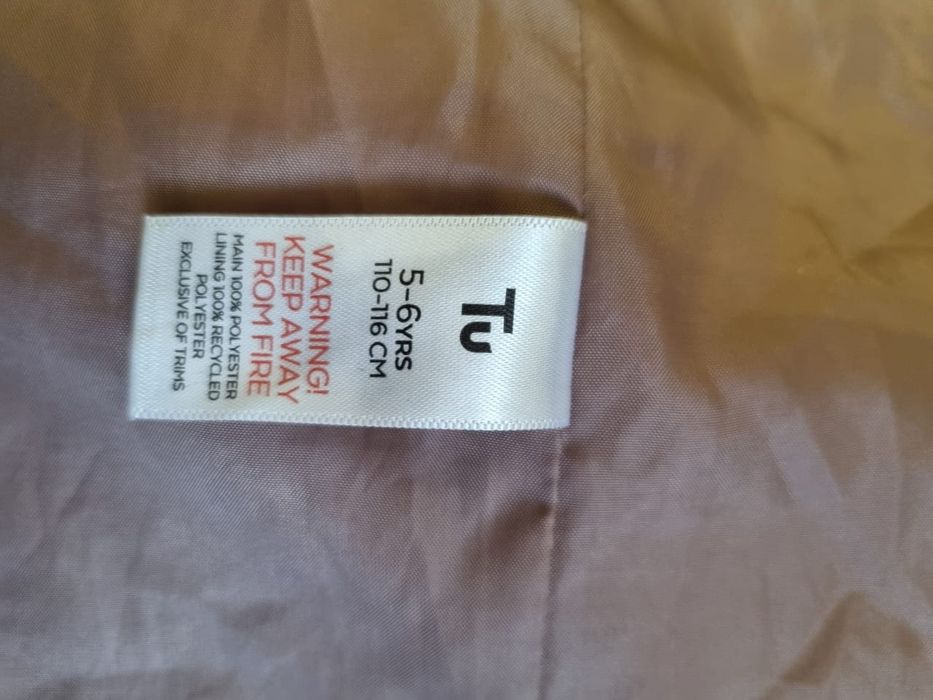 Tu
5-6YRS
110-116 CM
WARNING!
KEEP AWAY
FROM FIRE
MAIN 100% POLYESTER
LINING 100% RECYCLED
POLYESTER
EXCLUSIVE OF TRIMS